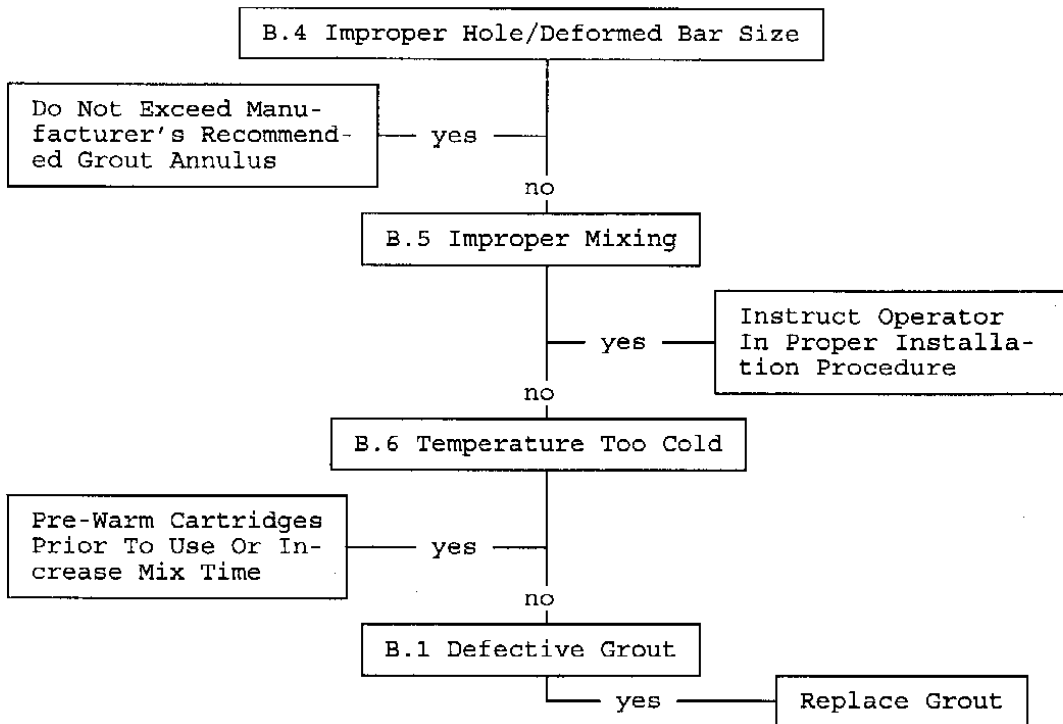 B.4 Improper Hole/Deformed Bar Size
Do Not Exceed Manu-
facturer's Recommend-
ed Grout Annulus
yes
no
B.5 Improper Mixing
yes
Instruct Operator
In Proper Installa-
tion Procedure
no
B.6 Temperature Too Cold
Pre-Warm Cartridges
Prior To Use Or In-
crease Mix Time
yes
no
B.1 Defective Grout
yes
Replace Grout